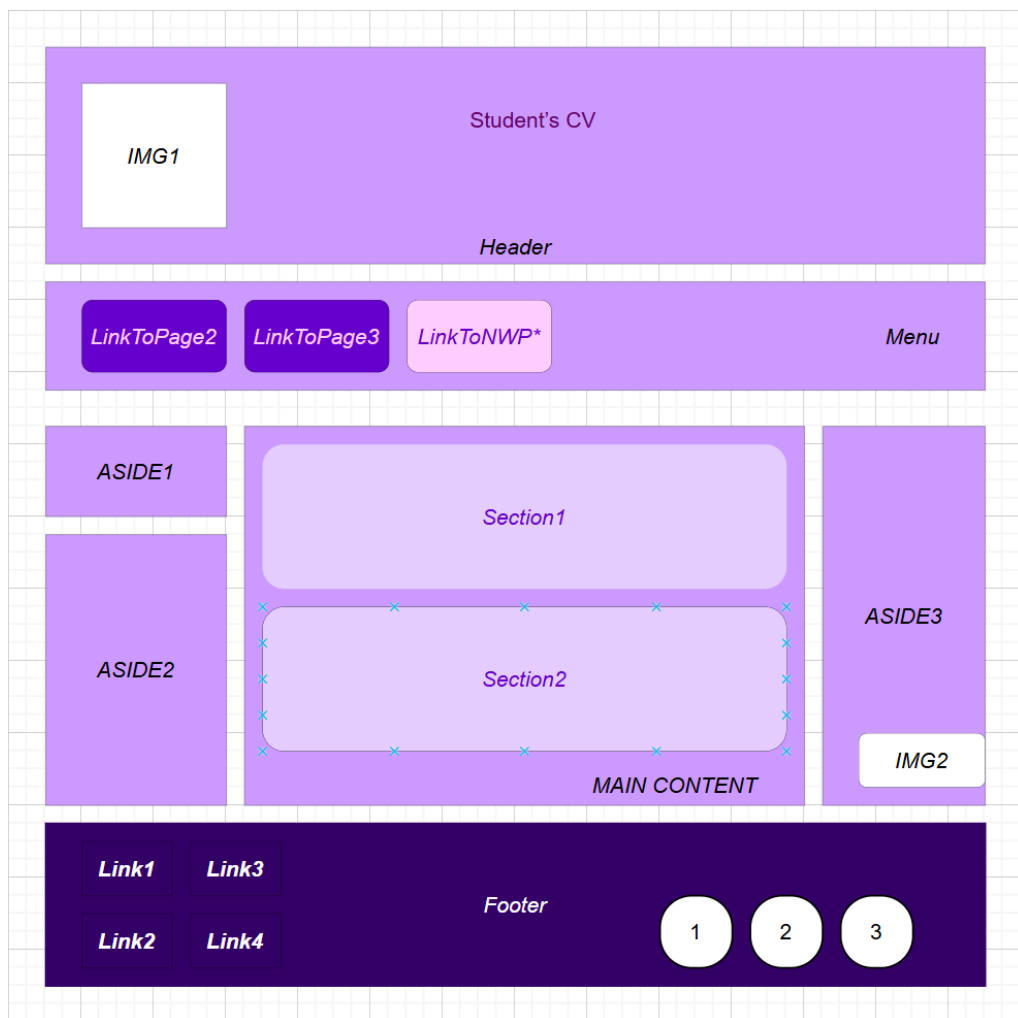 Student’s CV
IMG1
Header
LinkToPage2
LinkToPage3
LinkToNWP*
Menu
ASIDE1
ASIDE2
Section1
Section2
MAIN CONTENT
ASIDE3
IMG2
Link1
Link3
Link2
Link4
Footer
1
2
3